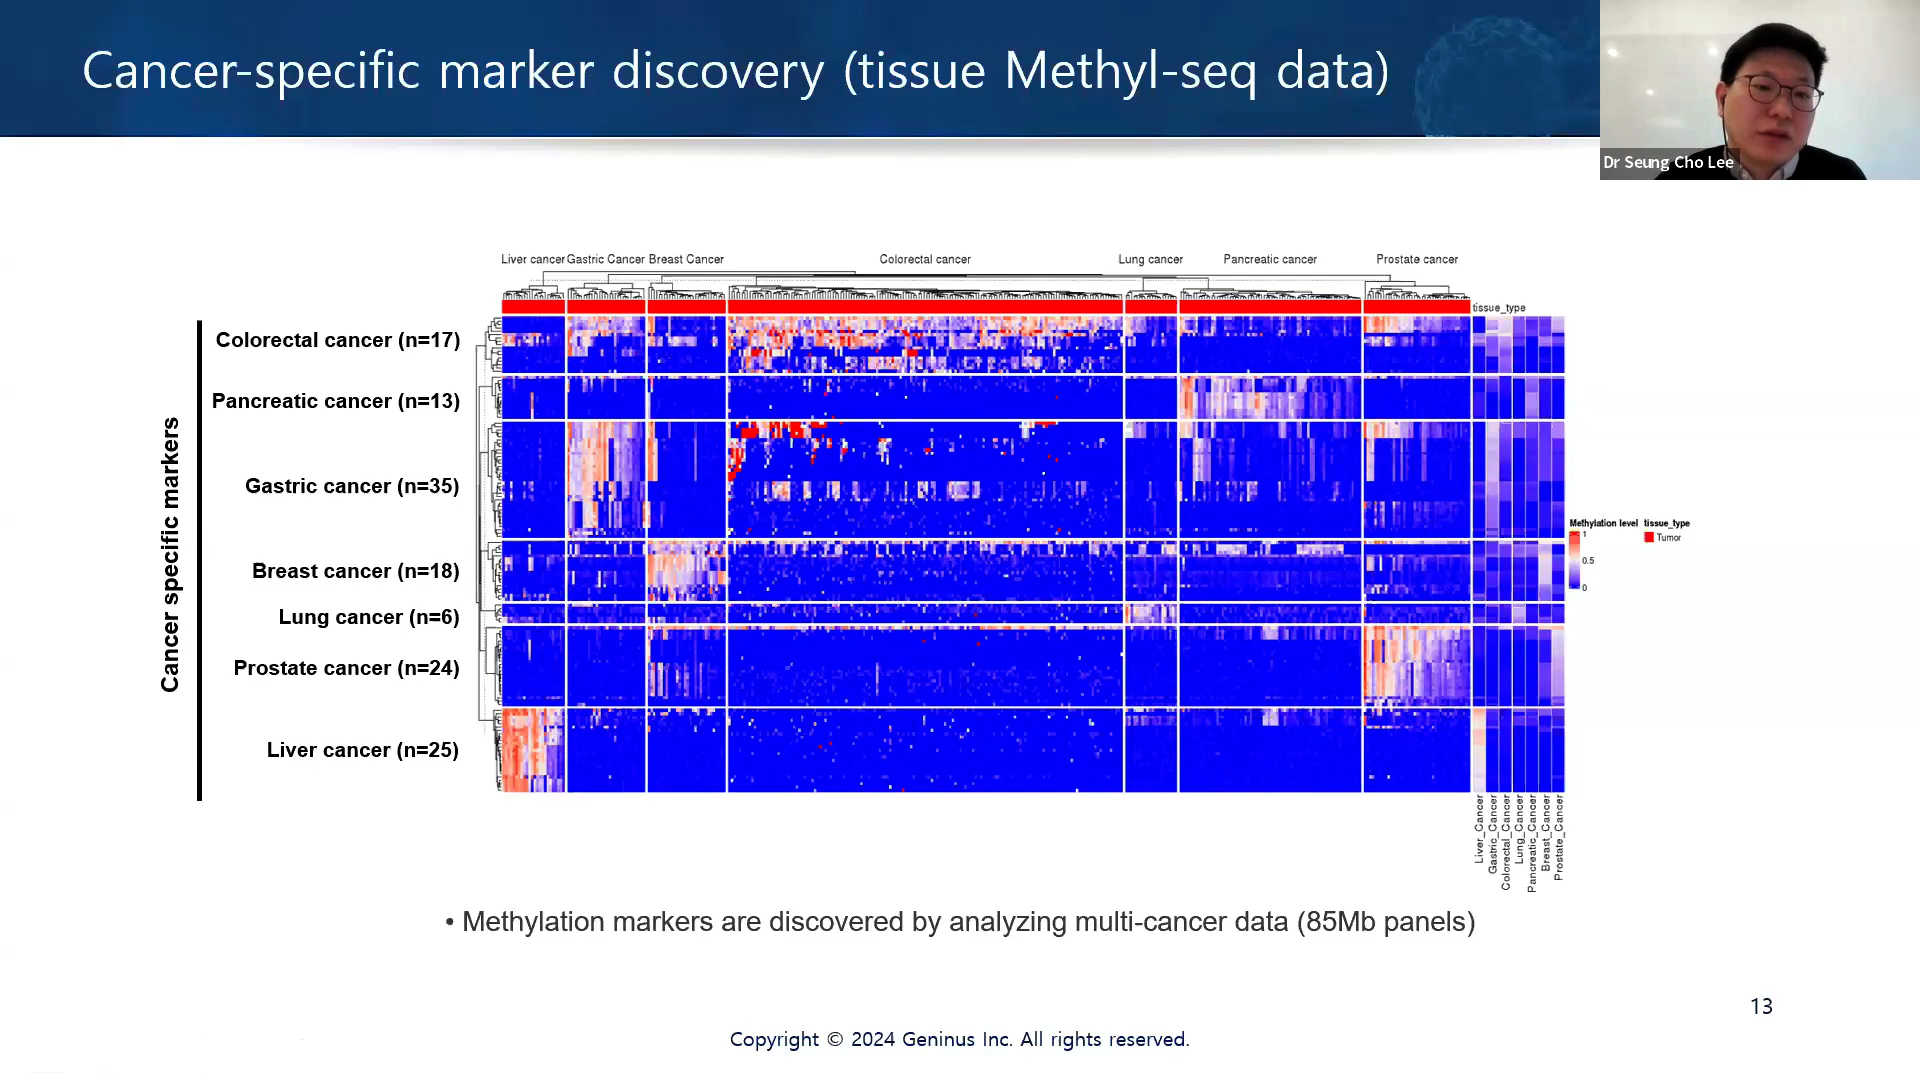 Cancer-specific marker discovery (tissue Methyl-seq data)
Dr Seung Cho Lee
Liver cancer Gastric Cancer Breast Cancer Colorectal cancer Lung cancer Pancreatic cancer Prostate cancer
tissue_type
Cancer specific markers
Colorectal cancer (n=17)
Pancreatic cancer (n=13)
Gastric cancer (n=35)
Breast cancer (n=18)
Lung cancer (n=6)
Prostate cancer (n=24)
Liver cancer (n=25)
Methylation level tissue_type
1
0.5
0
Tumor
Liver_Cancer
Gastric_Cancer
Colorectal_Cancer
Lung_Cancer
Pancreatic_Cancer
Breast_Cancer
Prostate_Cancer
• Methylation markers are discovered by analyzing multi-cancer data (85Mb panels)
13
Copyright © 2024 Geninus Inc. All rights reserved.